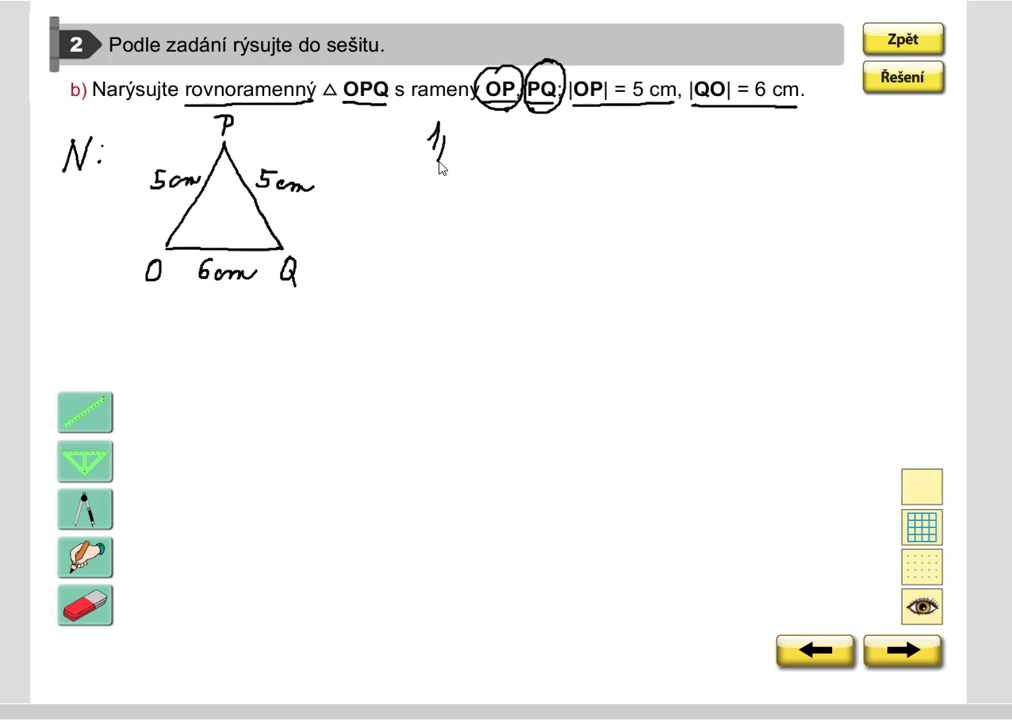 2 Podle zadání rýsujte do sešitu.
Zpět
Řešení
b) Narýsujte rovnoramenný △ OPQ s rameny OP, PQ; |OP| = 5 cm, |QO| = 6 cm.
N:
P
1)
5cm 5cm
O 6cm Q